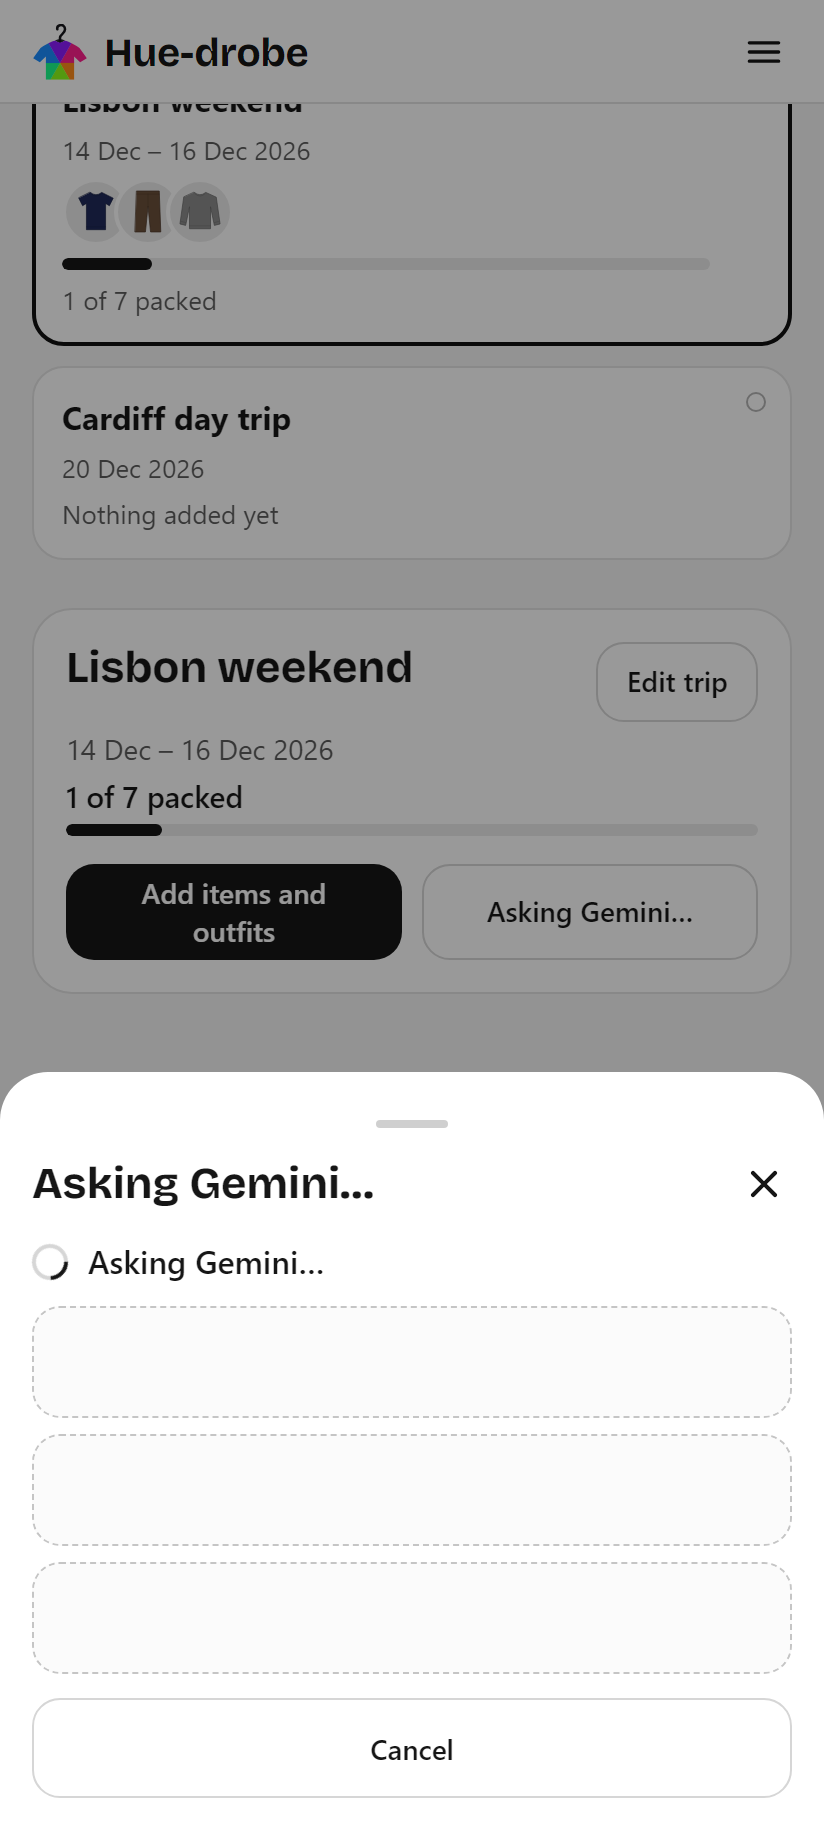 Hue-drobe
Lisbon weekend
14 Dec – 16 Dec 2026
1 of 7 packed
Cardiff day trip
20 Dec 2026
Nothing added yet
Lisbon weekend
Edit trip
14 Dec – 16 Dec 2026
1 of 7 packed
Add items and
outfits
Asking Gemini...
Asking Gemini...
Asking Gemini...
Cancel